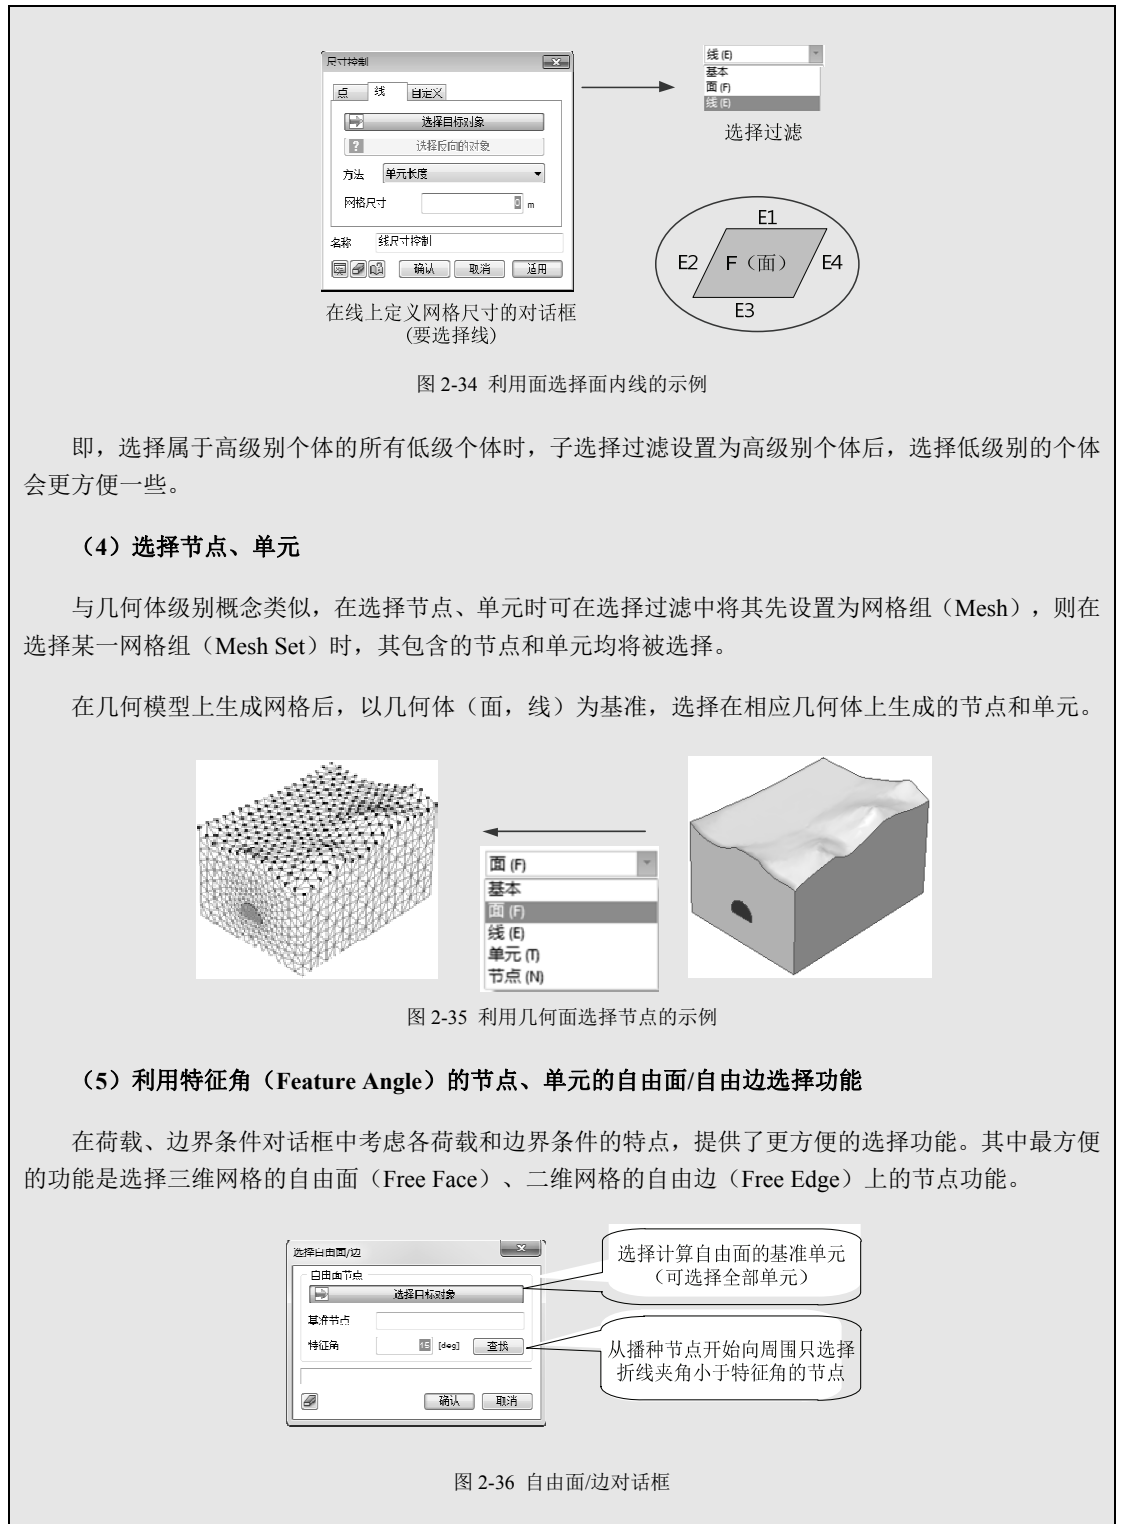 尺寸控制
点 线 自定义
选择目标对象
选择反向的对象
方法 单元长度
网格尺寸 0 m
名称 线尺寸控制
确认 取消 适用
在线上定义网格尺寸的对话框
(要选择线)
线 (E)
基本
面 (F)
线 (E)
选择过滤
E1
E2 F（面） E4
E3
图 2-34 利用面选择面内线的示例
即，选择属于高级别个体的所有低级个体时，子选择过滤设置为高级别个体后，选择低级别的个体
会更方便一些。
（4）选择节点、单元
与几何体级别概念类似，在选择节点、单元时可在选择过滤中将其先设置为网格组（Mesh），则在
选择某一网格组（Mesh Set）时，其包含的节点和单元均将被选择。
在几何模型上生成网格后，以几何体（面，线）为基准，选择在相应几何体上生成的节点和单元。
面 (F)
基本
面 (F)
线 (E)
单元 (T)
节点 (N)
图 2-35 利用几何面选择节点的示例
（5）利用特征角（Feature Angle）的节点、单元的自由面/自由边选择功能
在荷载、边界条件对话框中考虑各荷载和边界条件的特点，提供了更方便的选择功能。其中最方便
的功能是选择三维网格的自由面（Free Face）、二维网格的自由边（Free Edge）上的节点功能。
选择自由面/边
自由面节点
选择目标对象
基准节点
特征角 15 [deg] 查找
确认 取消
选择计算自由面的基准单元
（可选择全部单元）
从播种节点开始向周围只选择
折线夹角小于特征角的节点
图 2-36 自由面/边对话框